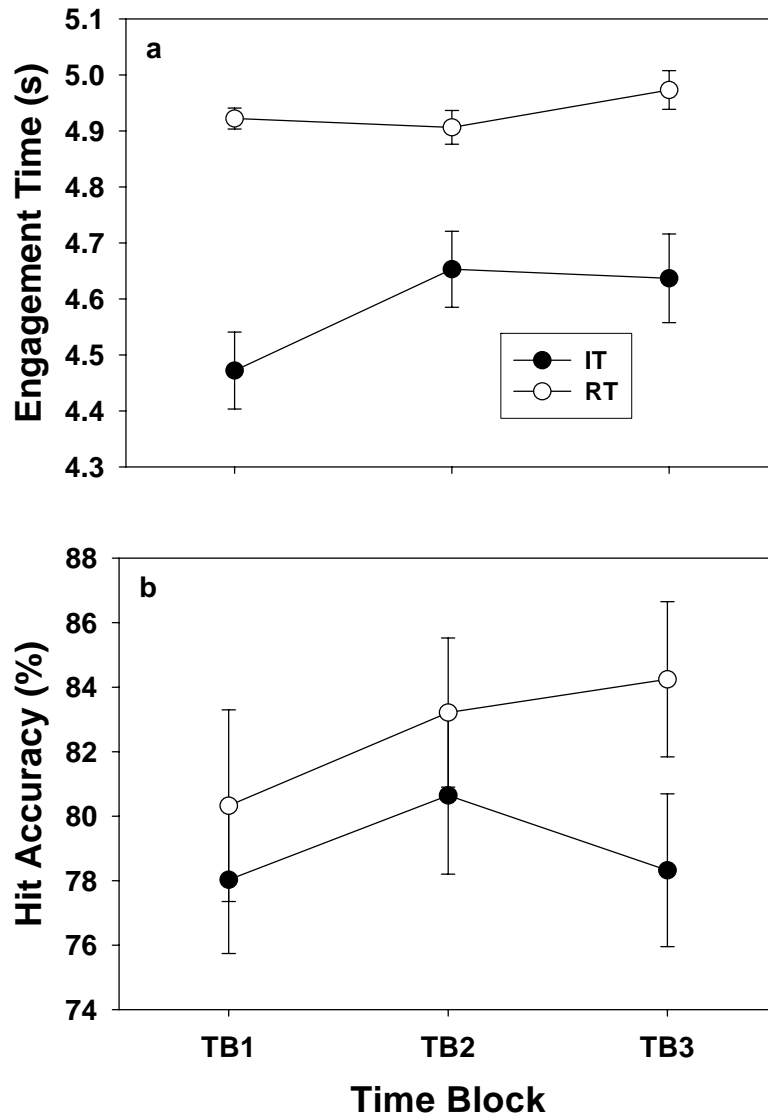 5.1
a
5.0
4.9
4.8
4.7
4.6
4.5
4.4
4.3
Engagement Time (s)
IT
RT
88
b
86
84
82
80
78
76
74
Hit Accuracy (%)
TB1 TB2 TB3
Time Block